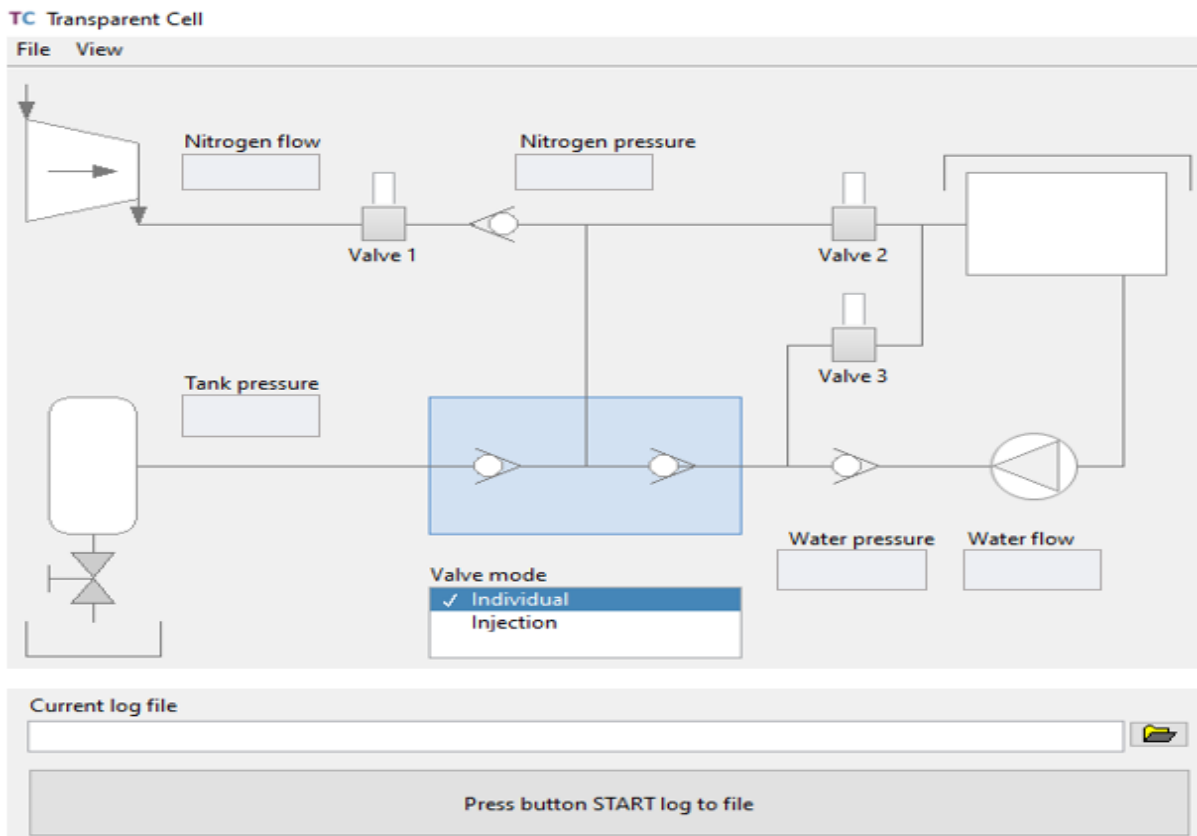 TC Transparent Cell
File View
Nitrogen flow
Nitrogen pressure
Valve 1
Valve 2
Valve 3
Tank pressure
Water pressure
Water flow
Valve mode
✓ Individual
Injection
Current log file
Press button START log to file